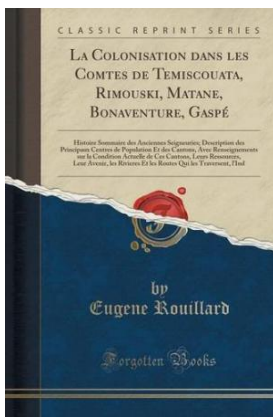 CLASSIC REPRINT SERIES
LA COLONISATION DANS LES
COMTES DE TEMISCOUATA,
RIMOUSKI, MATANE,
BONAVENTURE, GASPÉ
Histoire Sommaire des Anciennes Seigneuries; Description des
Principaux Centres de Population Et des Cantons, Avec Renseignements
sur la Condition Actuelle de Ces Cantons, Leurs Ressources,
Leur Avenir, les Rivieres Et les Routes Qui les Traversent, l'Ind
by
Eugene Rouillard
Forgotten Books